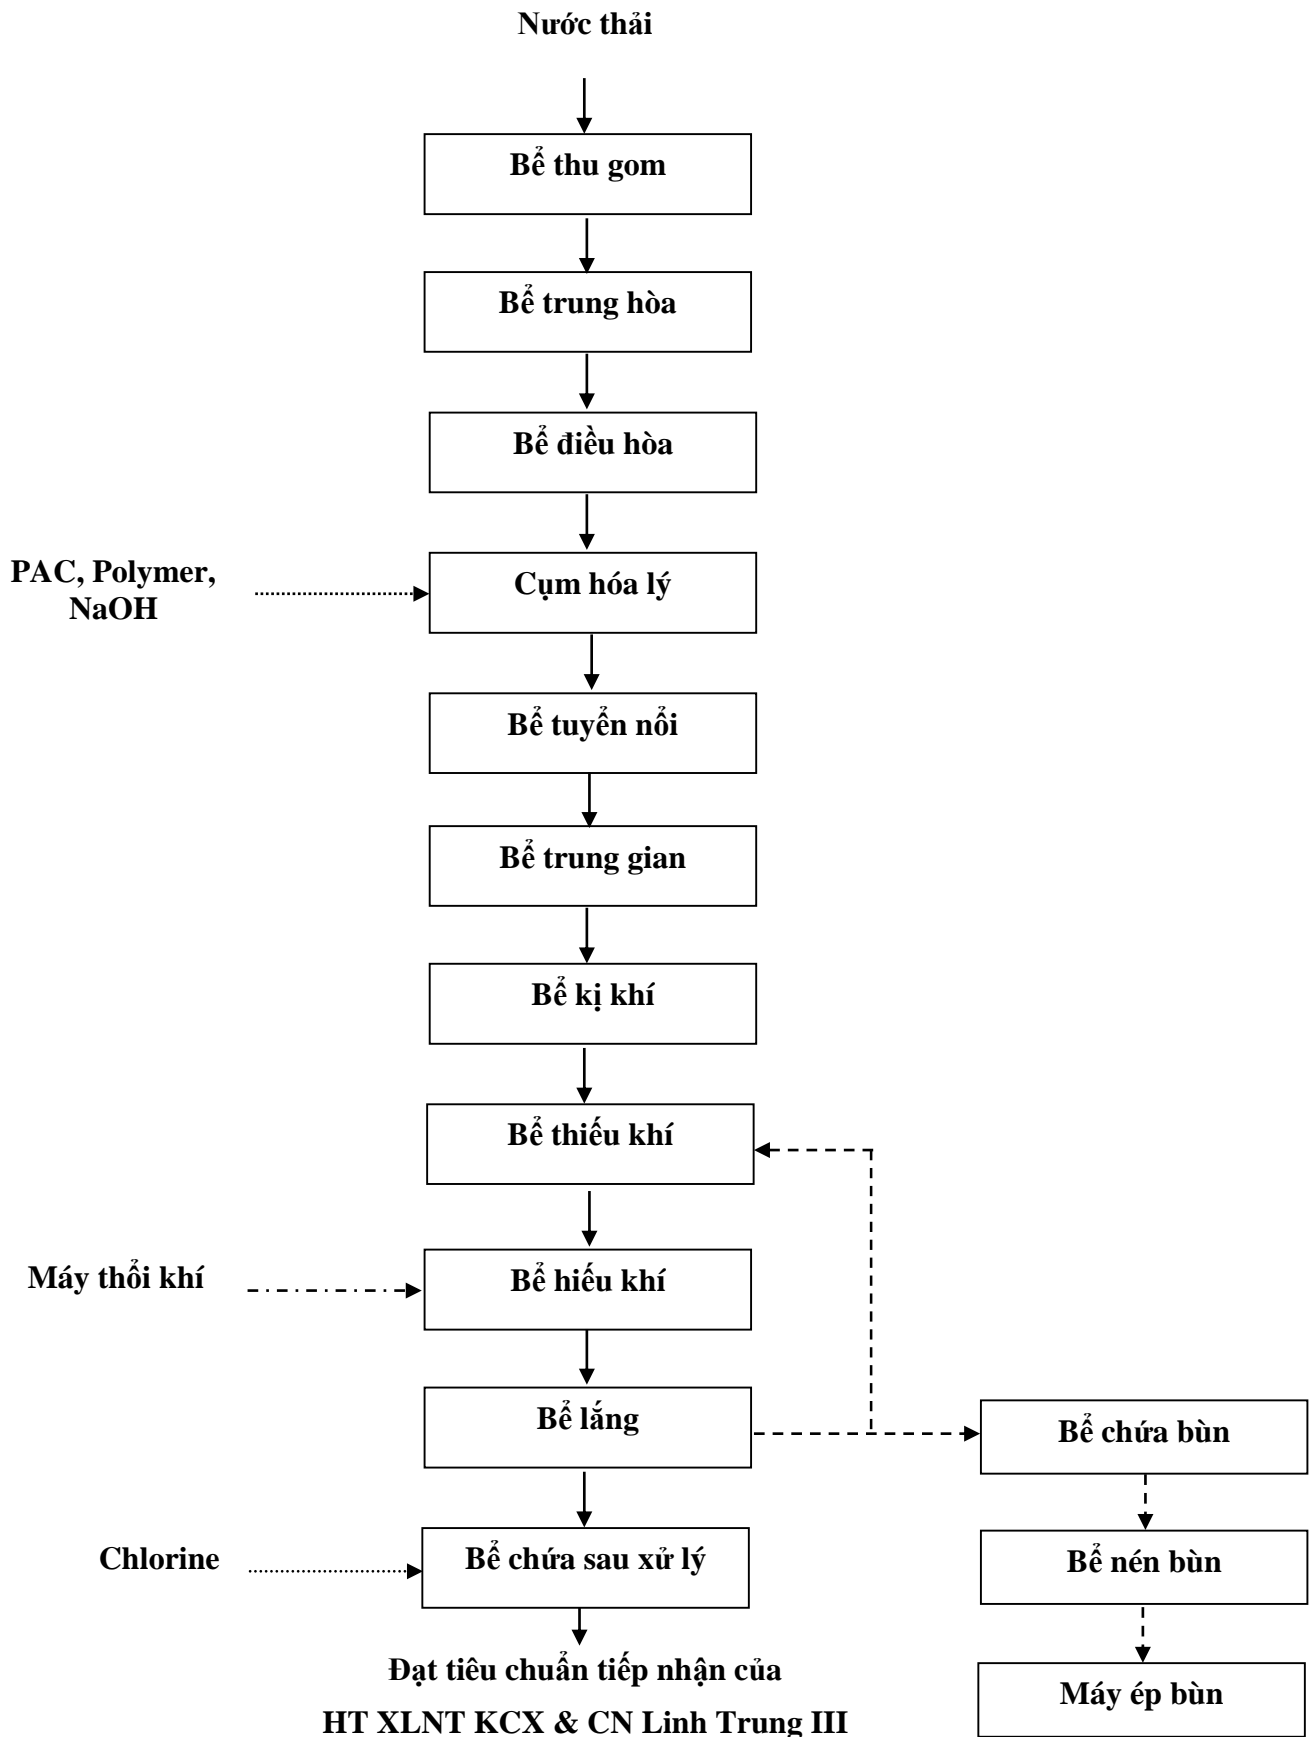 Nước thải
Bể thu gom
Bể trung hòa
Bể điều hòa
PAC, Polymer,
NaOH
Cụm hóa lý
Bể tuyển nổi
Bể trung gian
Bể kị khí
Bể thiếu khí
Máy thổi khí
Bể hiếu khí
Bể lắng
Bể chứa bùn
Chlorine
Bể chứa sau xử lý
Bể nén bùn
Đạt tiêu chuẩn tiếp nhận của
HT XLNT KCX & CN Linh Trung III
Máy ép bùn